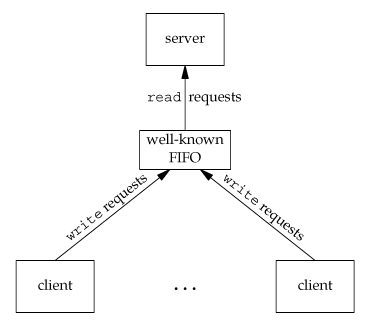 server
read requests
well-known
FIFO
write requests
write requests
client
...
client